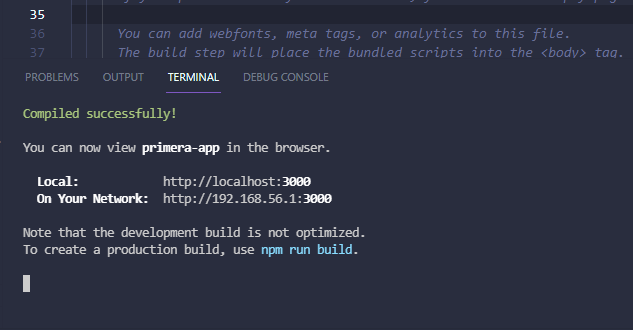 35
36 You can add webfonts, meta tags, or analytics to this file.
37 The build step will place the bundled scripts into the <body> tag.
PROBLEMS OUTPUT TERMINAL DEBUG CONSOLE
Compiled successfully!
You can now view primera-app in the browser.
Local: http://localhost:3000
On Your Network: http://192.168.56.1:3000
Note that the development build is not optimized.
To create a production build, use npm run build.